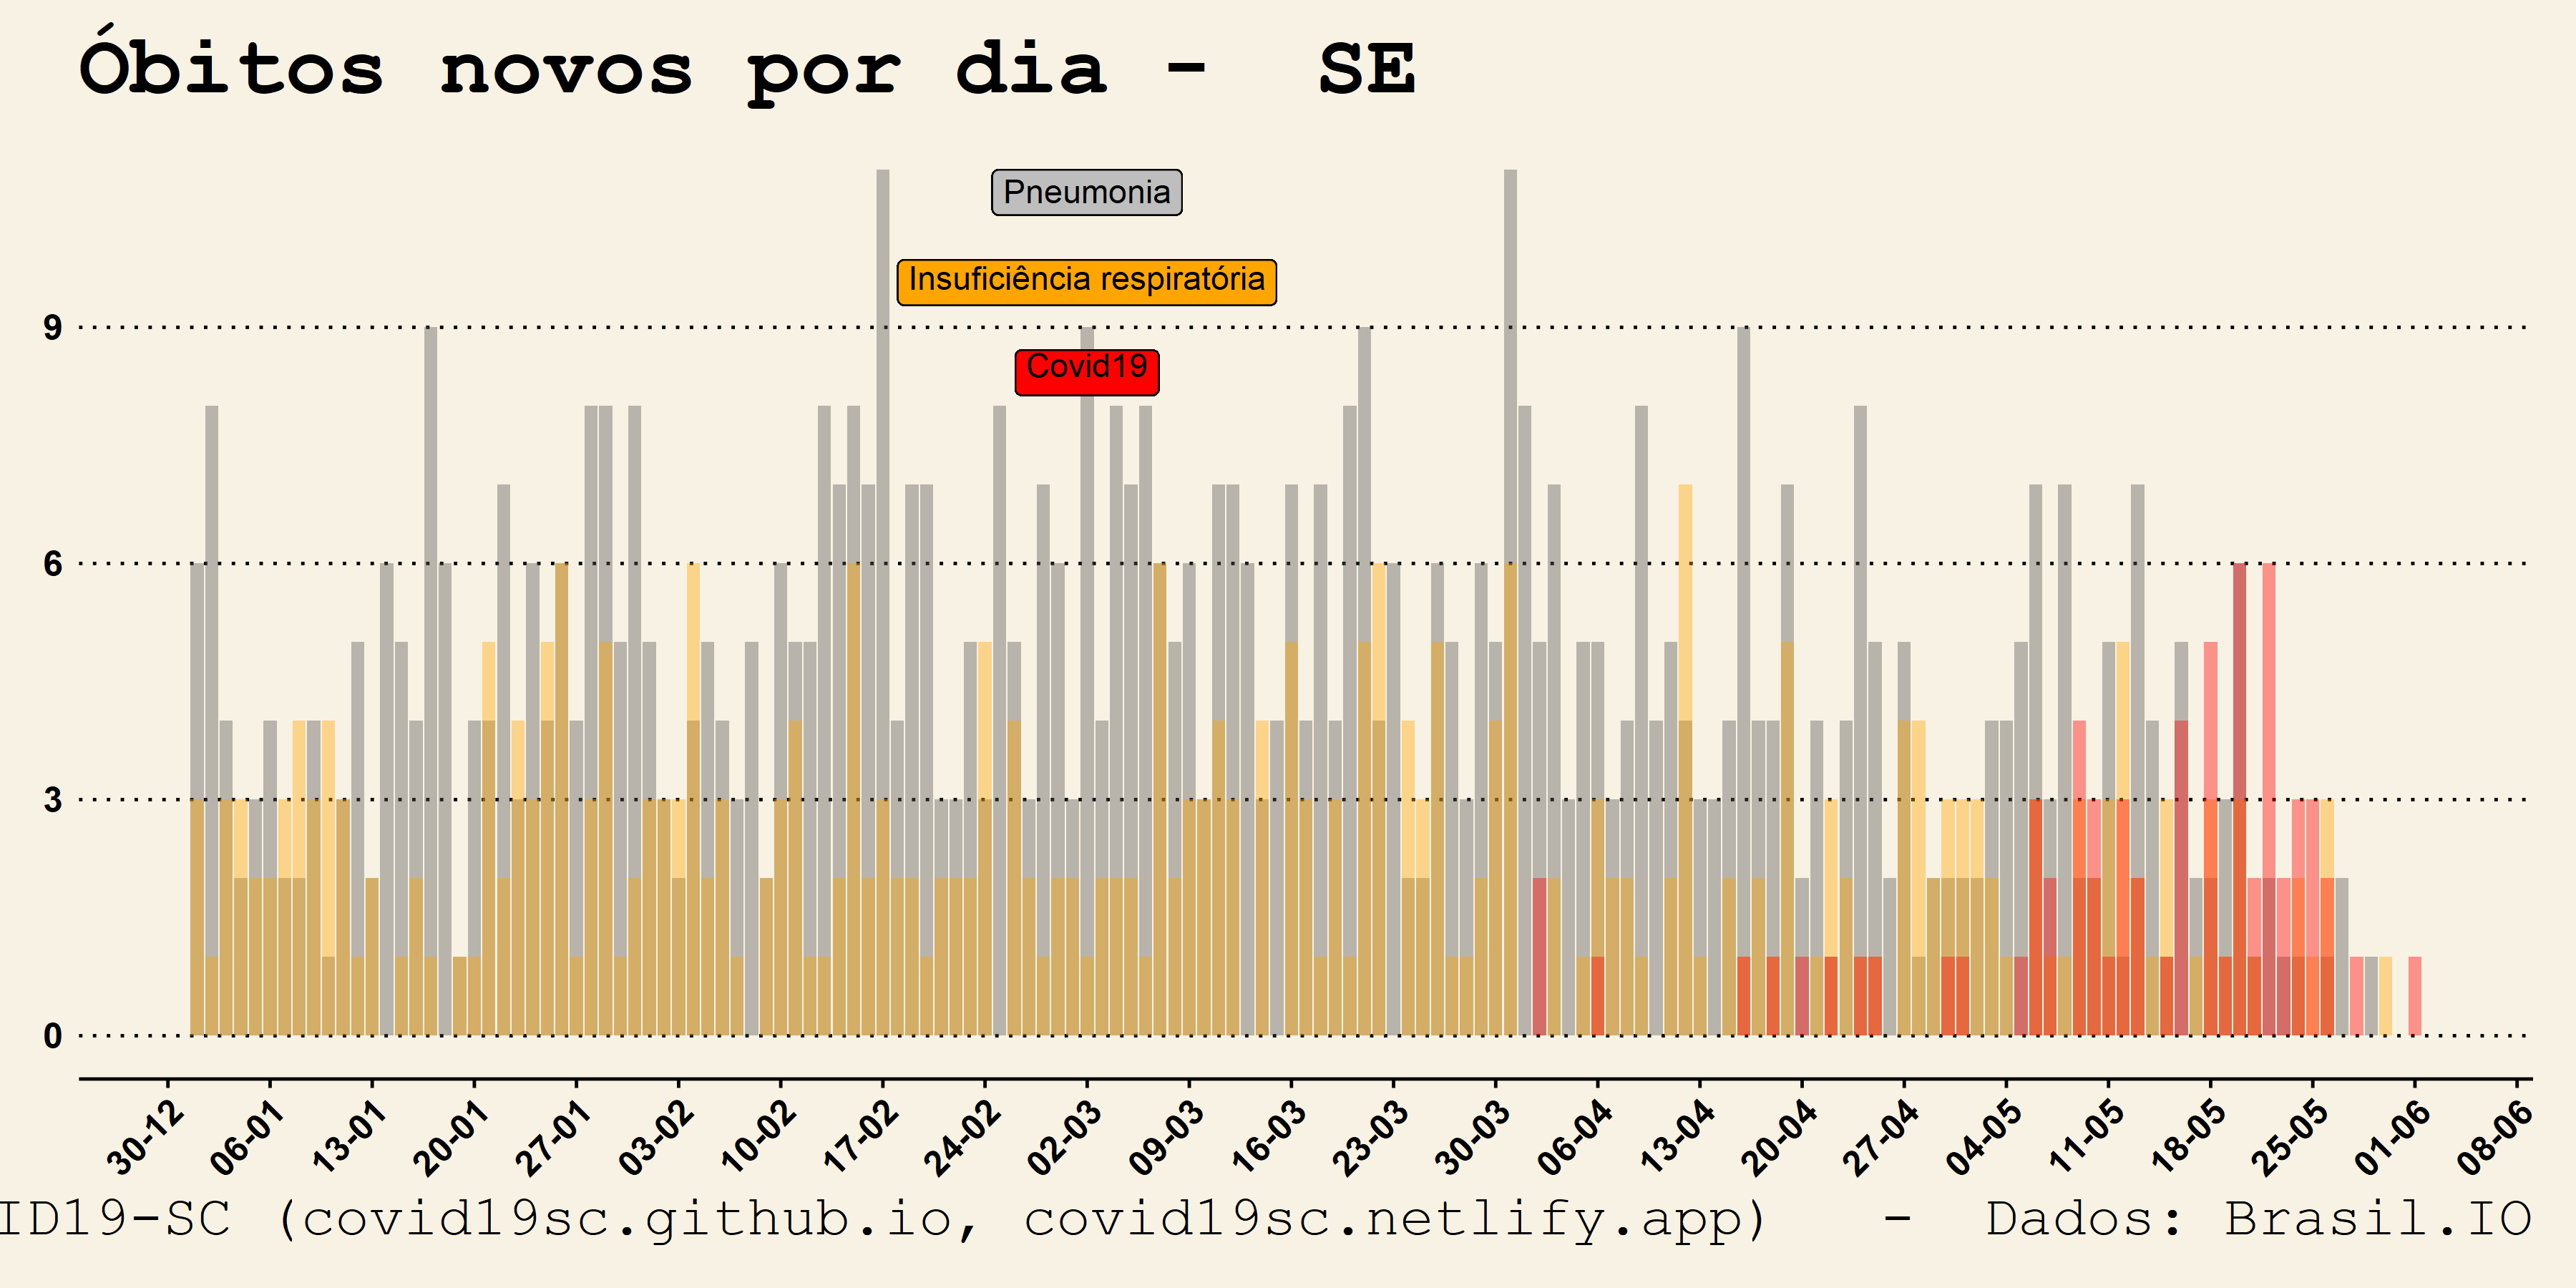 Óbitos novos por dia - SE
Pneumonia
Insuficiência respiratória
Covid19
9
6
3
0
30-12 06-01 13-01 20-01 27-01 03-02 10-02 17-02 24-02 02-03 09-03 16-03 23-03 30-03 06-04 13-04 20-04 27-04 04-05 11-05 18-05 25-05 01-06 08-06
ID19-SC (covid19sc.github.io, covid19sc.netlify.app) - Dados: Brasil.IO